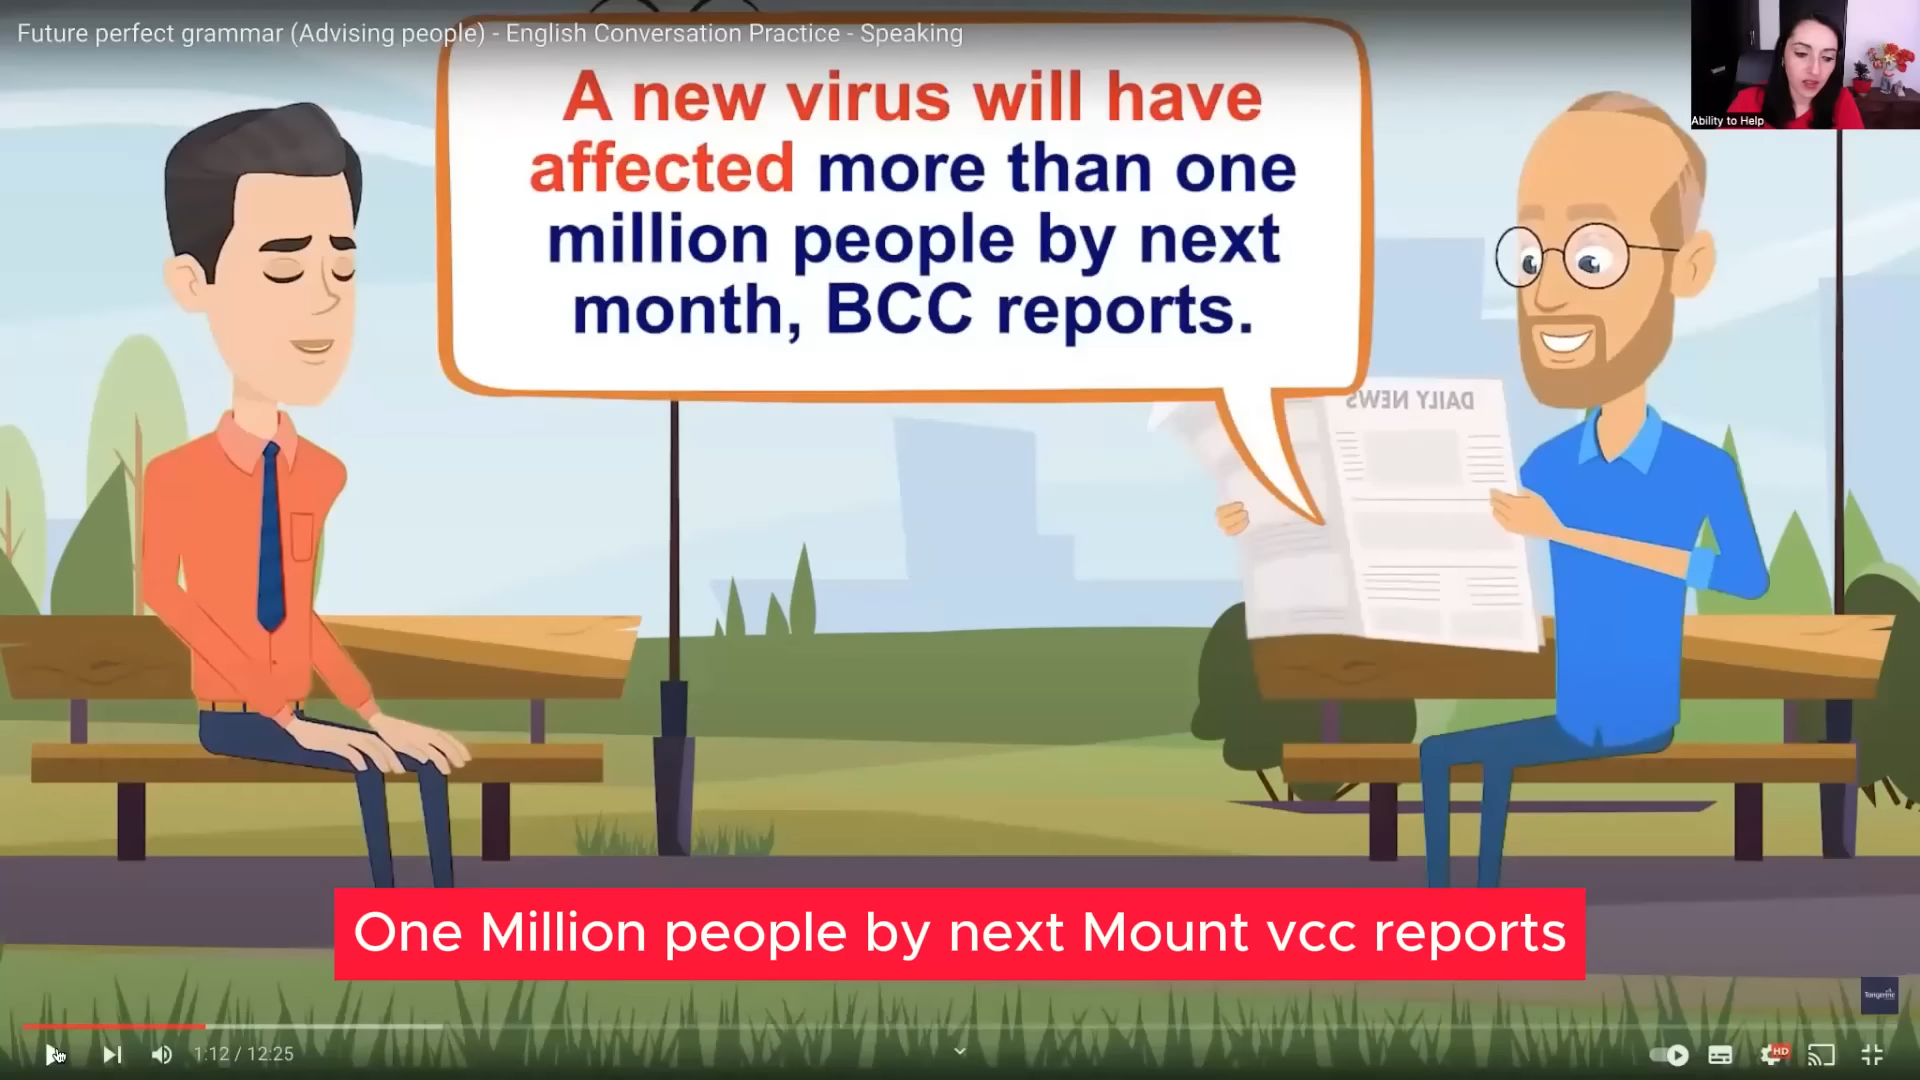 Future perfect grammar (Advising people) - English Conversation Practice - Speaking
A new virus will have
affected more than one
million people by next
month, BCC reports.
Ability to Help
DAILY NEWS
One Million people by next Mount vcc reports
Tangerine
1:12 / 12:25
HD